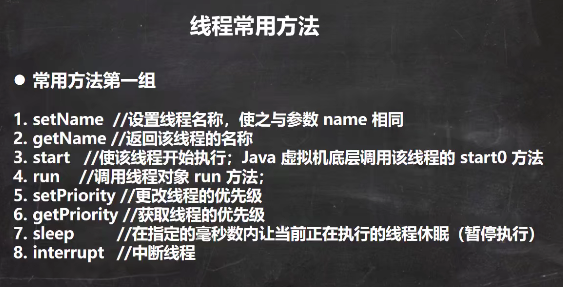 线程常用方法
● 常用方法第一组
1. setName //设置线程名称，使之与参数 name 相同
2. getName //返回该线程的名称
3. start //使该线程开始执行；Java 虚拟机底层调用该线程的 start0 方法
4. run //调用线程对象 run 方法；
5. setPriority //更改线程的优先级
6. getPriority //获取线程的优先级
7. sleep //在指定的毫秒数内让当前正在执行的线程休眠（暂停执行）
8. interrupt //中断线程